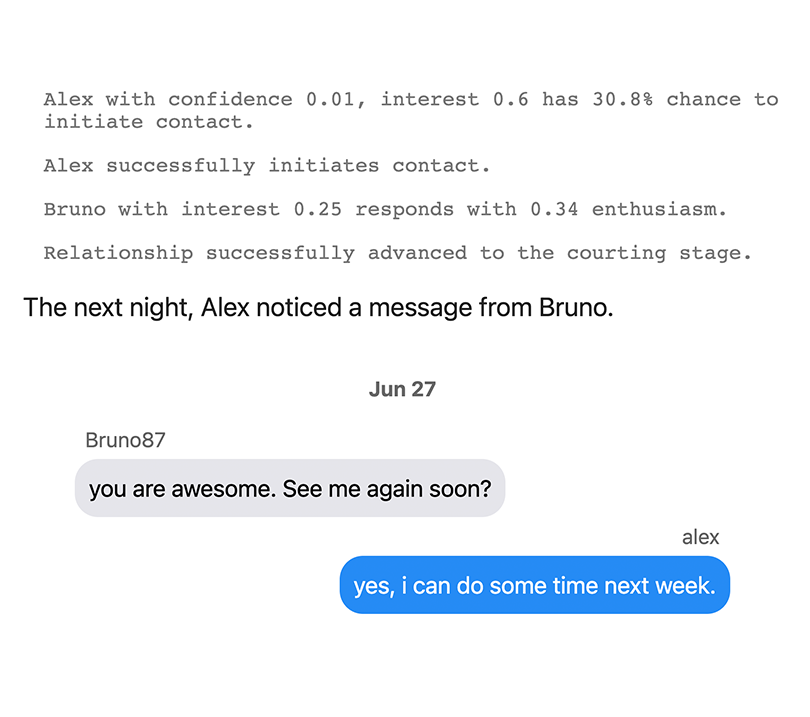 Alex with confidence 0.01, interest 0.6 has 30.8% chance to
initiate contact.
Alex successfully initiates contact.
Bruno with interest 0.25 responds with 0.34 enthusiasm.
Relationship successfully advanced to the courting stage.
The next night, Alex noticed a message from Bruno.
Jun 27
Bruno87
you are awesome. See me again soon?
alex
yes, i can do some time next week.